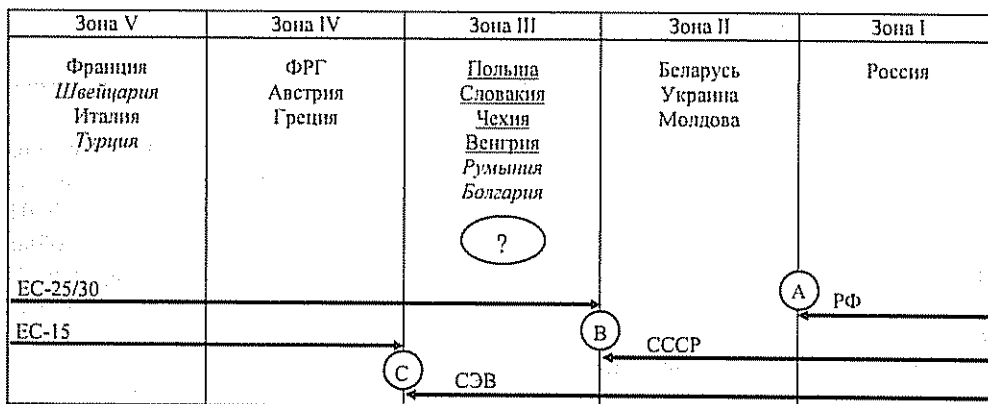 Зона V Зона IV Зона III Зона II Зона I
Франция ФРГ Польша Беларусь Россия
Швейцария Австрия Словакия Украина
Италия Греция Чехия Молдова
Турция Венгрия
Румыния
Болгария
?
ЕС-25/30 А РФ
ЕС-15 В СССР
С СЭВ